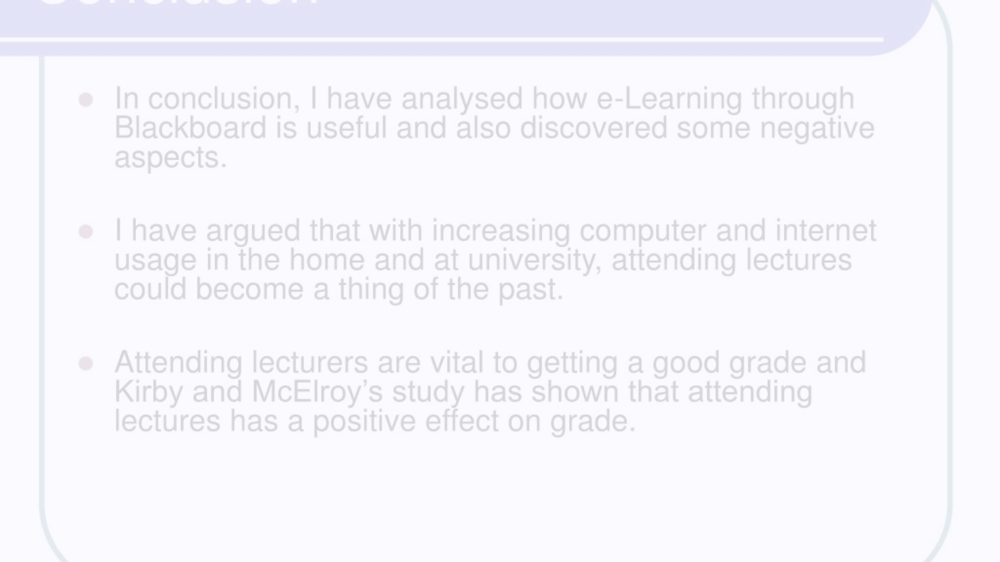 Conclusion
In conclusion, I have analysed how e-Learning through
Blackboard is useful and also discovered some negative
aspects.
I have argued that with increasing computer and internet
usage in the home and at university, attending lectures
could become a thing of the past.
Attending lecturers are vital to getting a good grade and
Kirby and McElroy’s study has shown that attending
lectures has a positive effect on grade.